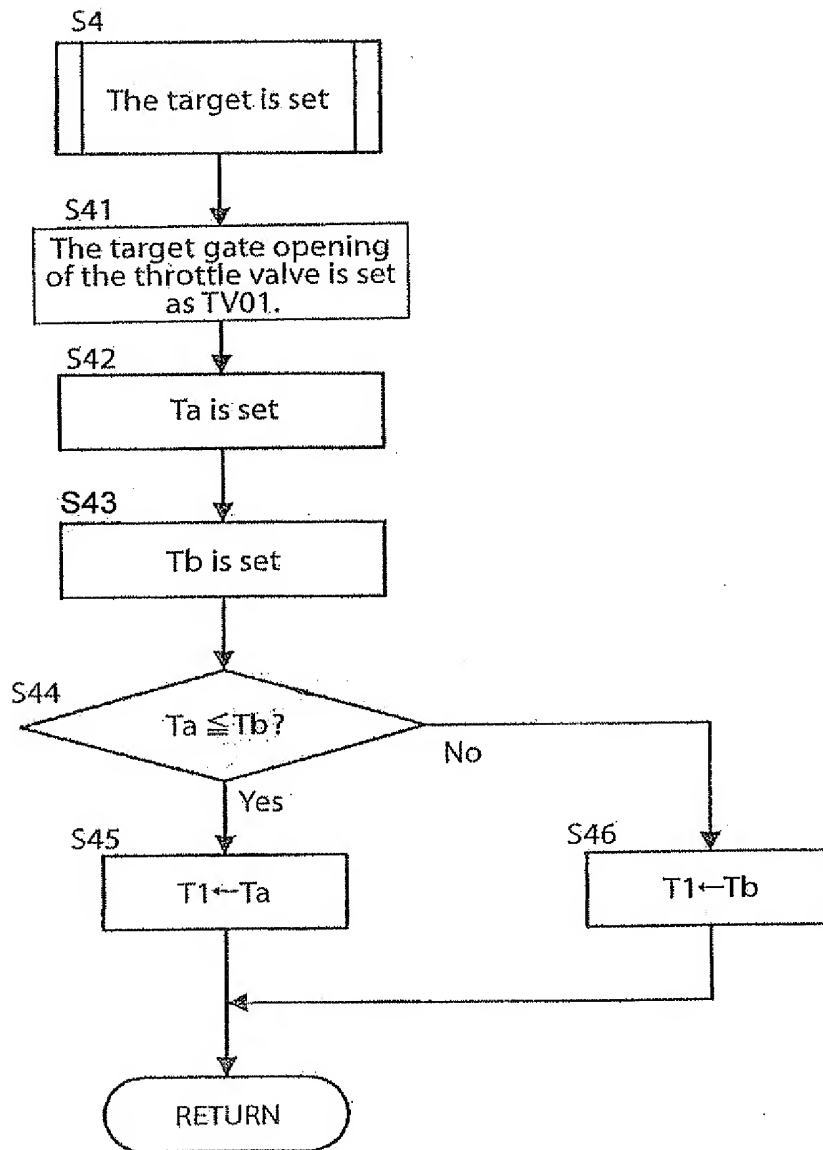 S4
The target is set
S41
The target gate opening
of the throttle valve is set
as TV01.
S42
Ta is set
S43
Tb is set
S44
Ta ≦ Tb?
No
Yes
S45
T1←Ta
S46
T1←Tb
RETURN